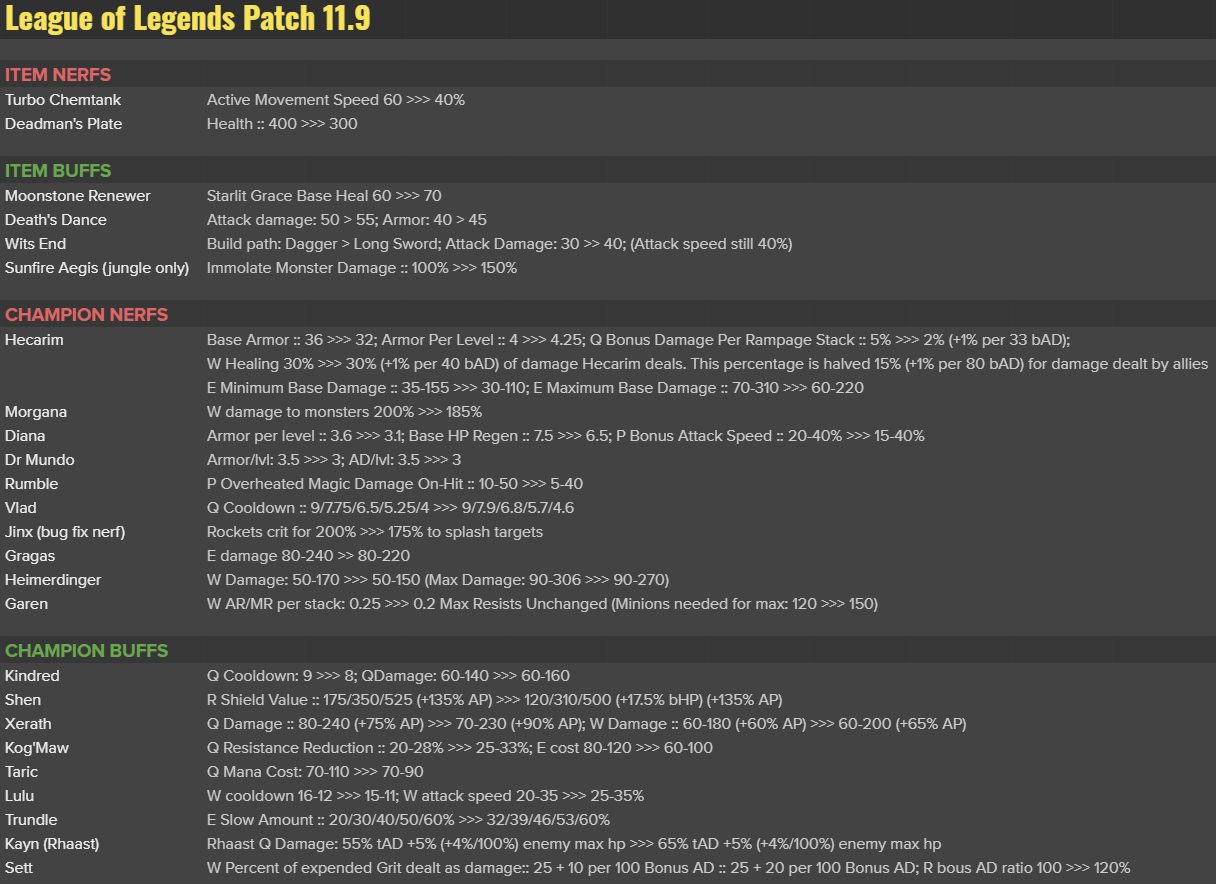 League of Legends Patch 11.9
ITEM NERFS
Turbo Chemtank Active Movement Speed 60 >>> 40%
Deadman's Plate Health :: 400 >>> 300
ITEM BUFFS
Moonstone Renewer Starlit Grace Base Heal 60 >>> 70
Death's Dance Attack damage: 50 > 55; Armor: 40 > 45
Wits End Build path: Dagger > Long Sword; Attack Damage: 30 >> 40; (Attack speed still 40%)
Sunfire Aegis (jungle only) Immolate Monster Damage :: 100% >>> 150%
CHAMPION NERFS
Hecarim Base Armor :: 36 >>> 32; Armor Per Level :: 4 >>> 4.25; Q Bonus Damage Per Rampage Stack :: 5% >>> 2% (+1% per 33 bAD);
W Healing 30% >>> 30% (+1% per 40 bAD) of damage Hecarim deals. This percentage is halved 15% (+1% per 80 bAD) for damage dealt by allies
E Minimum Base Damage :: 35-155 >>> 30-110; E Maximum Base Damage :: 70-310 >>> 60-220
Morgana W damage to monsters 200% >>> 185%
Diana Armor per level :: 3.6 >>> 3.1; Base HP Regen :: 7.5 >>> 6.5; P Bonus Attack Speed :: 20-40% >>> 15-40%
Dr Mundo Armor/lvl: 3.5 >>> 3; AD/lvl: 3.5 >>> 3
Rumble P Overheated Magic Damage On-Hit :: 10-50 >>> 5-40
Vlad Q Cooldown :: 9/7.75/6.5/5.25/4 >>> 9/7.9/6.8/5.7/4.6
Jinx (bug fix nerf) Rockets crit for 200% >>> 175% to splash targets
Gragas E damage 80-240 >> 80-220
Heimerdinger W Damage: 50-170 >>> 50-150 (Max Damage: 90-306 >>> 90-270)
Garen W AR/MR per stack: 0.25 >>> 0.2 Max Resists Unchanged (Minions needed for max: 120 >>> 150)
CHAMPION BUFFS
Kindred Q Cooldown: 9 >>> 8; QDamage: 60-140 >>> 60-160
Shen R Shield Value :: 175/350/525 (+135% AP) >>> 120/310/500 (+17.5% bHP) (+135% AP)
Xerath Q Damage :: 80-240 (+75% AP) >>> 70-230 (+90% AP); W Damage :: 60-180 (+60% AP) >>> 60-200 (+65% AP)
Kog'Maw Q Resistance Reduction :: 20-28% >>> 25-33%; E cost 80-120 >>> 60-100
Taric Q Mana Cost: 70-110 >>> 70-90
Lulu W cooldown 16-12 >>> 15-11; W attack speed 20-35 >>> 25-35%
Trundle E Slow Amount :: 20/30/40/50/60% >>> 32/39/46/53/60%
Kayn (Rhaast) Rhaast Q Damage: 55% tAD +5% (+4%/100%) enemy max hp >>> 65% tAD +5% (+4%/100%) enemy max hp
Sett W Percent of expended Grit dealt as damage:: 25 + 10 per 100 Bonus AD :: 25 + 20 per 100 Bonus AD; R bous AD ratio 100 >>> 120%